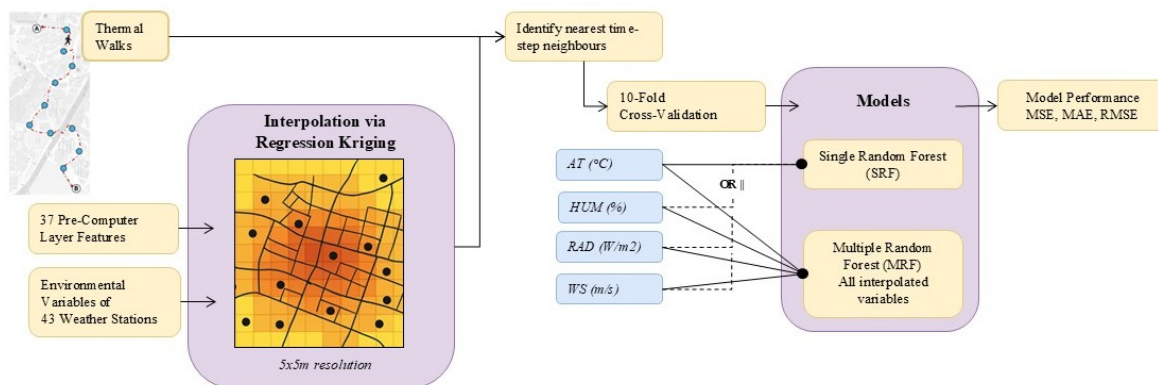 A
B
Thermal
Walks
Identify nearest time-
step neighbours
10-Fold
Cross-Validation
Models
Model Performance
MSE, MAE, RMSE
Interpolation via
Regression Kriging
5x5m resolution
37 Pre-Computer
Layer Features
Environmental
Variables of
43 Weather Stations
AT (°C)
HUM (%)
RAD (W/m2)
WS (m/s)
OR ||
Single Random Forest
(SRF)
Multiple Random
Forest (MRF)
All interpolated
variables